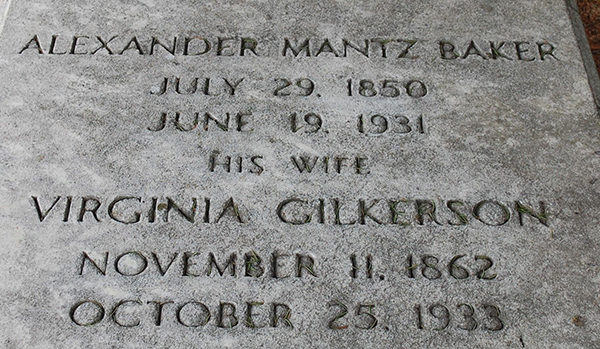 ALEXANDER MANTZ BAKER
JULY 29, 1850
JUNE 19, 1931
HIS WIFE
VIRGINIA GILKERSON
NOVEMBER 11, 1862
OCTOBER 25, 1933